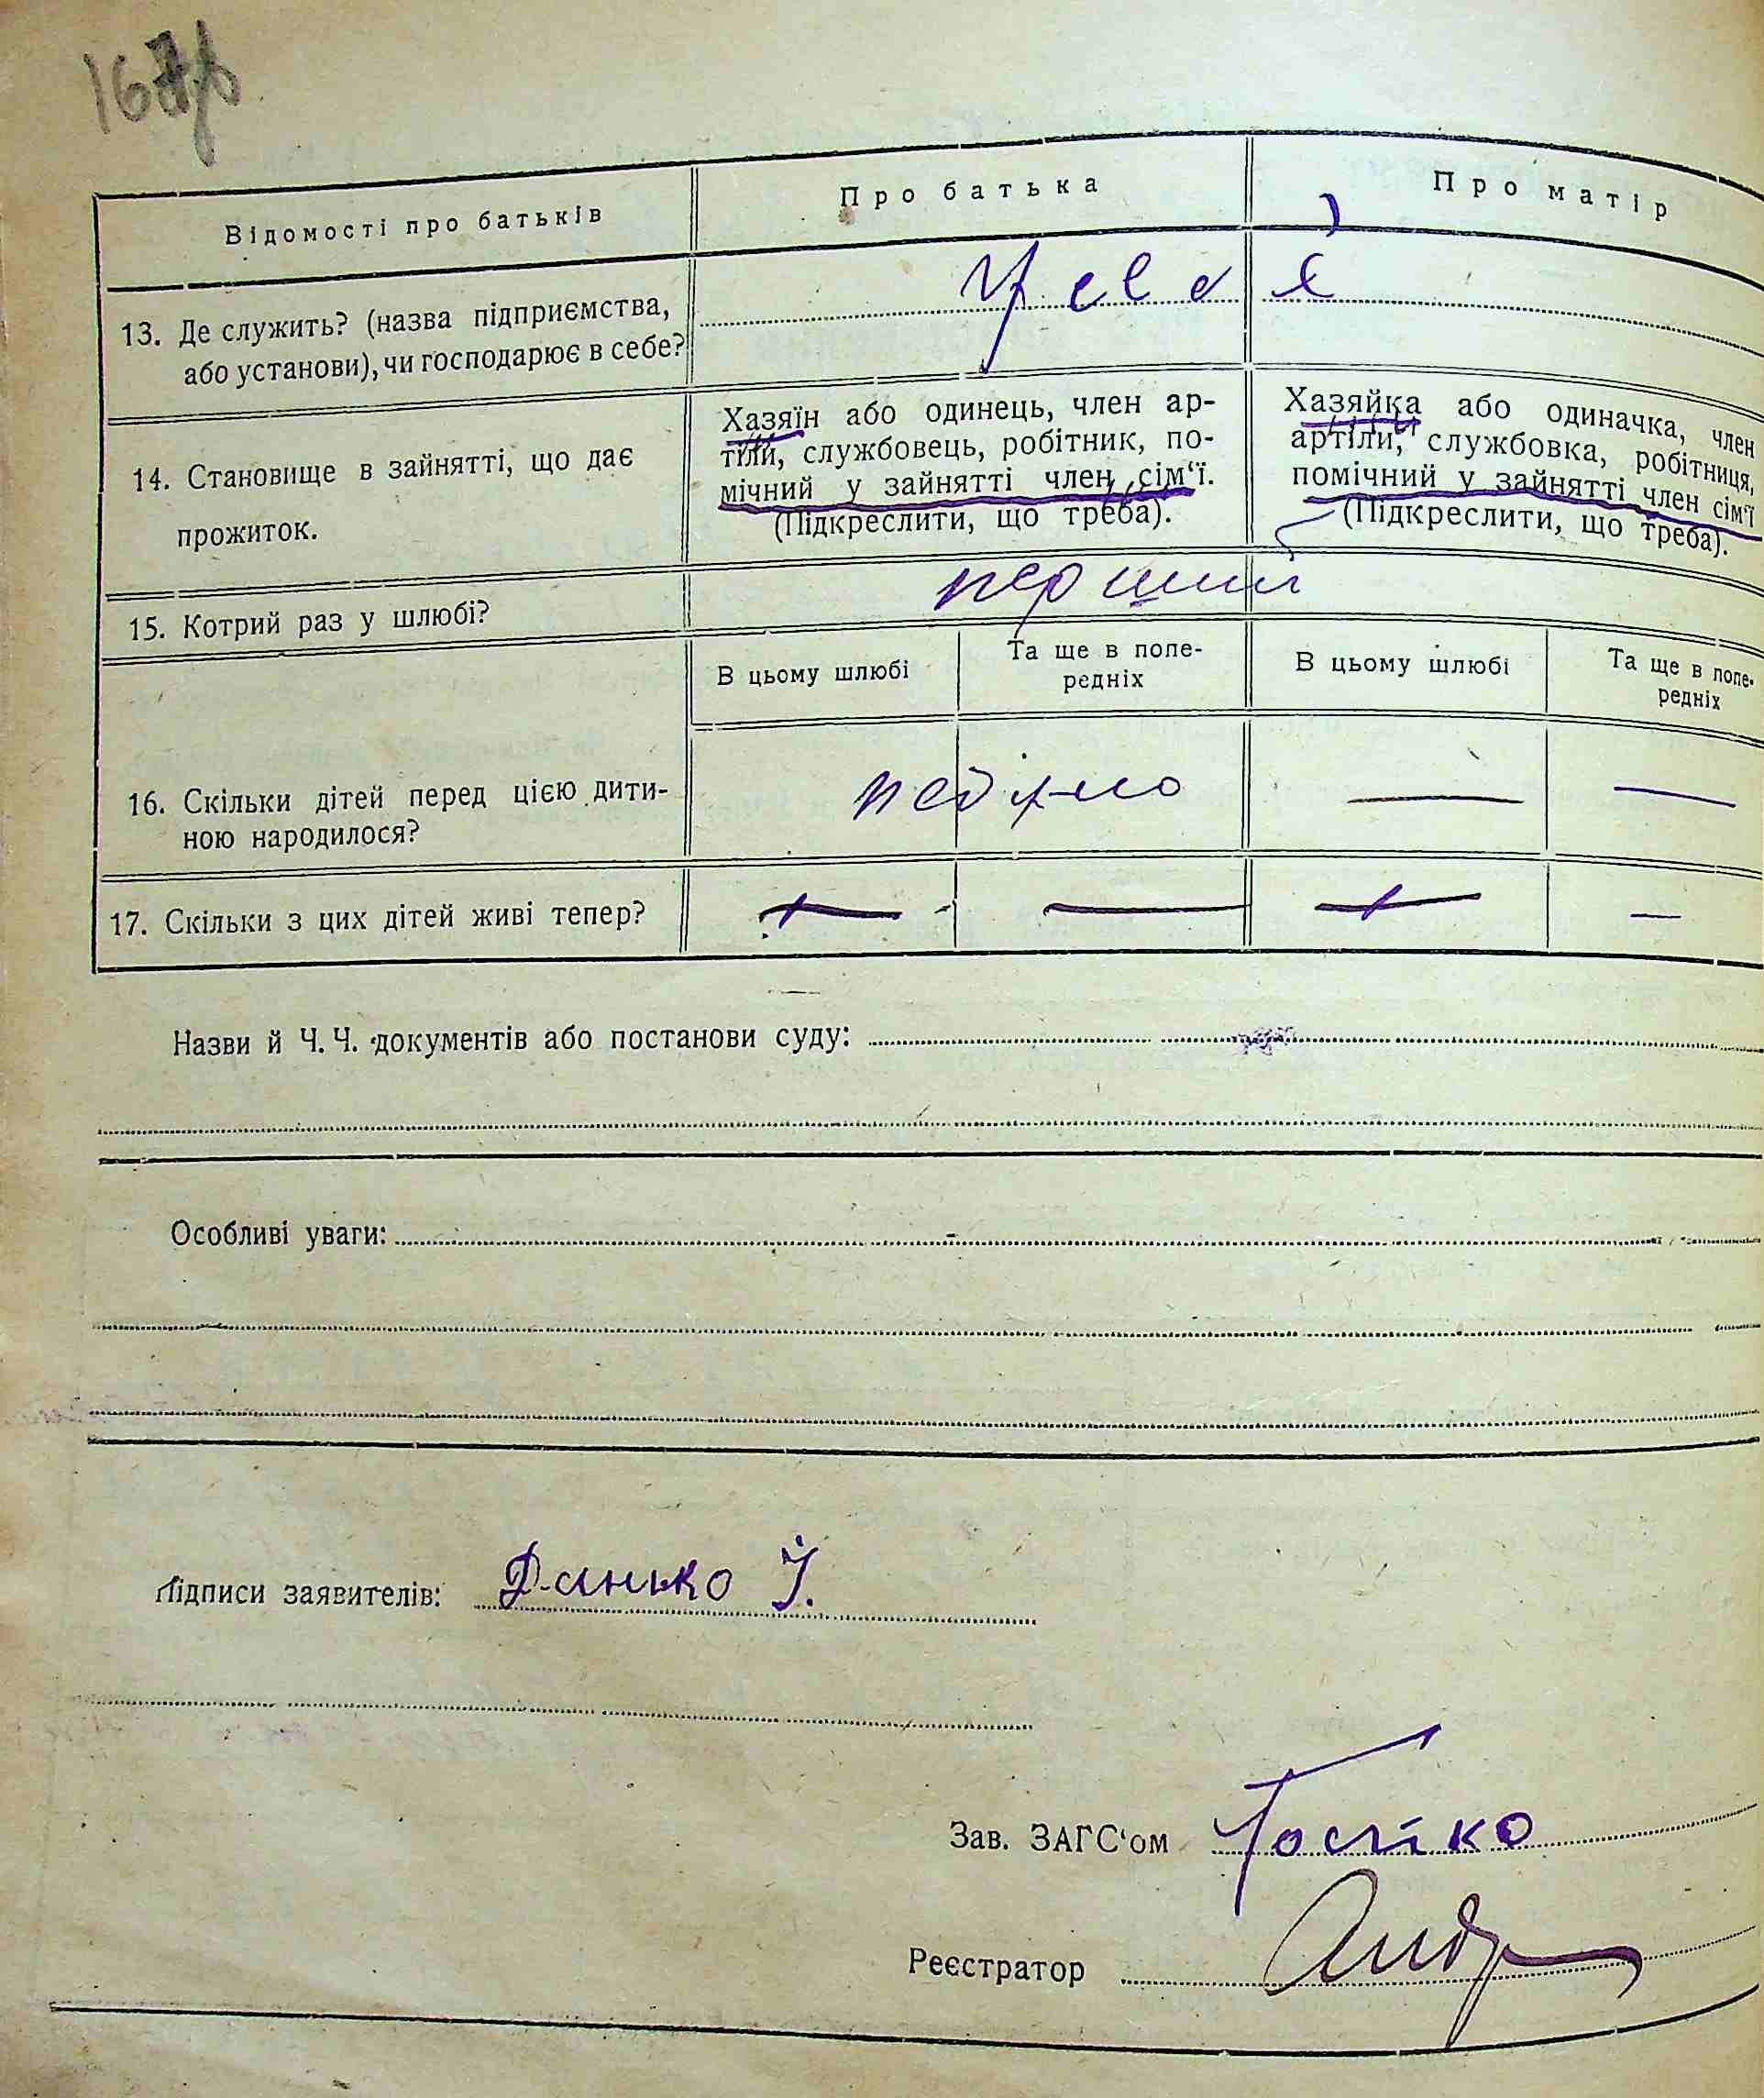 Відомості про батьків
Про батька
Про матір
13. Де служить? (назва підприємства,
або установи), чи господарює в себе?
у себе
14. Становище в зайнятті, що дає
прожиток.
Хазяїн або одинець, член ар-
тіли, службовець, робітник, по-
мічний у зайнятті член сім‘ї.
(Підкреслити, що треба).
Хазяйка або одиначка, член
артіли, службовка, робітниця,
помічний у зайнятті член сім‘ї
(Підкреслити, що треба).
15. Котрий раз у шлюбі?
перший
В цьому шлюбі
Та ще в попе-
редніх
В цьому шлюбі
Та ще в попе-
редніх
16. Скільки дітей перед цією дити-
ною народилося?
17. Скільки з цих дітей живі тепер?
Назви й Ч. Ч. документів або постанови суду:
Особливі уваги:
Підписи заявителів: Данько Й.
Зав. ЗАГС‘ом
Реєстратор